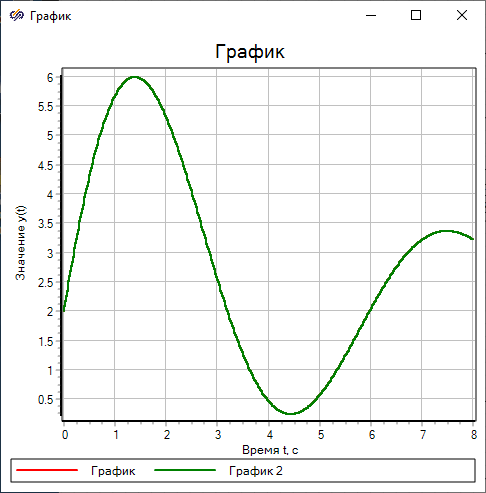 График
График
6
5.5
5
4.5
4
3.5
3
2.5
2
1.5
1
0.5
Значение y(t)
0 1 2 3 4 5 6 7 8
Время t, с
График График 2